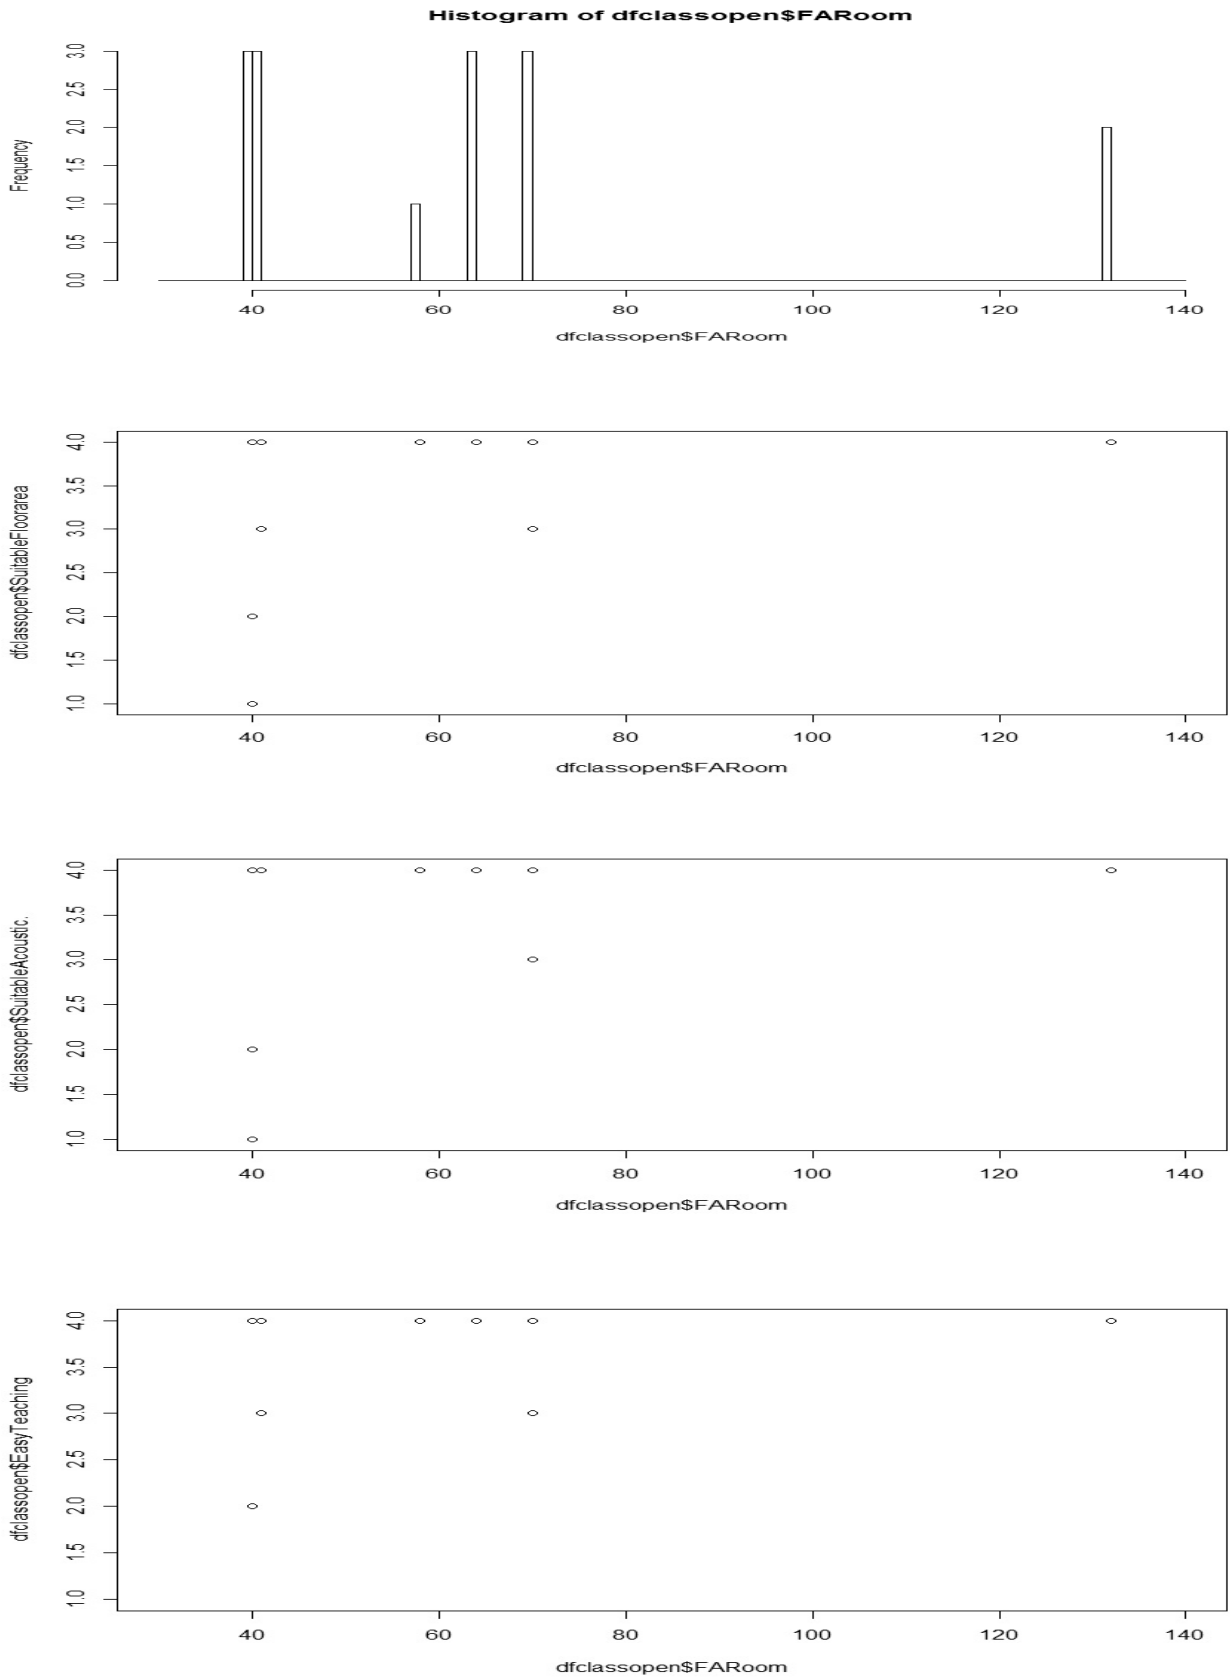 Histogram of dfclassopen$FARoom
Frequency
0.0 0.5 1.0 1.5 2.0 2.5 3.0
40 60 80 100 120 140
dfclassopen$FARoom
dfclassopen$SuitableFloorarea
1.0 1.5 2.0 2.5 3.0 3.5 4.0
40 60 80 100 120 140
dfclassopen$FARoom
dfclassopen$SuitableAcoustic.
1.0 1.5 2.0 2.5 3.0 3.5 4.0
40 60 80 100 120 140
dfclassopen$FARoom
dfclassopen$EasyTeaching
1.0 1.5 2.0 2.5 3.0 3.5 4.0
40 60 80 100 120 140
dfclassopen$FARoom